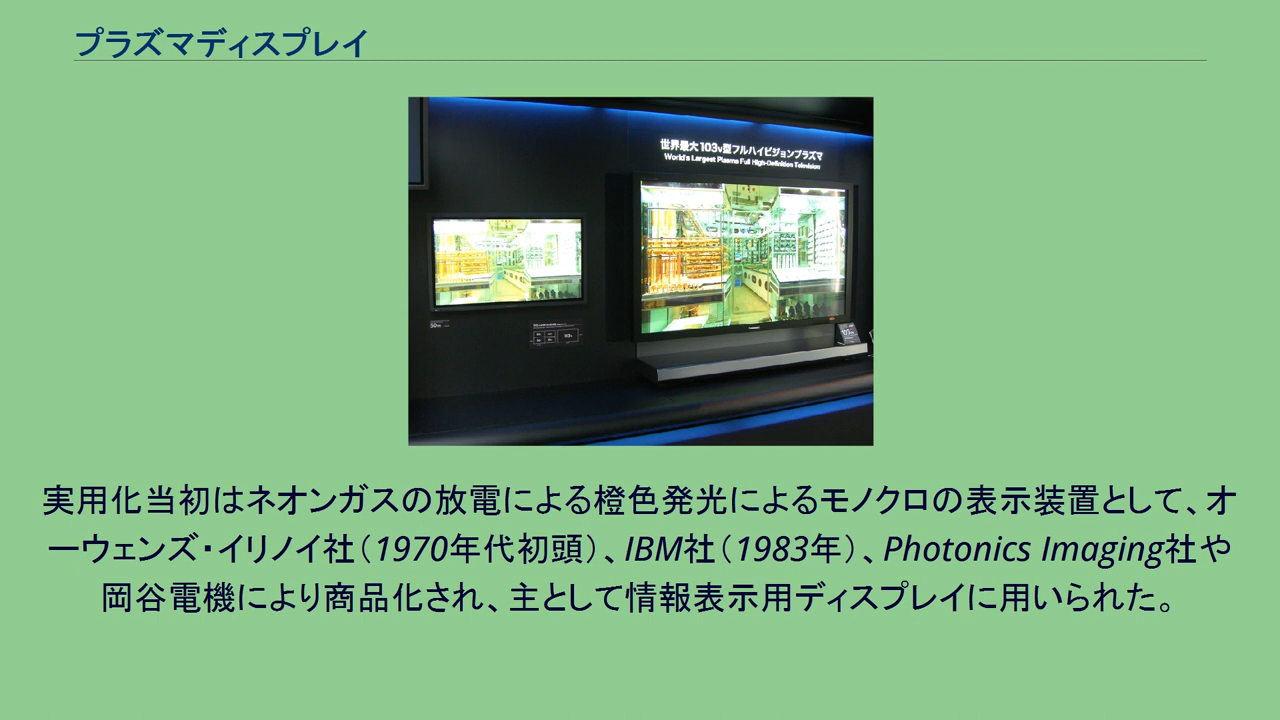 プラズマディスプレイ
世界最大103v型フルハイビジョンプラズマ
World's Largest Plasma Full High-Definition Television
実用化当初はネオンガスの放電による橙色発光によるモノクロの表示装置として、オ
ーウェンズ・イリノイ社（1970年代初頭）、IBM社（1983年）、Photonics Imaging社や
岡谷電機により商品化され、主として情報表示用ディスプレイに用いられた。